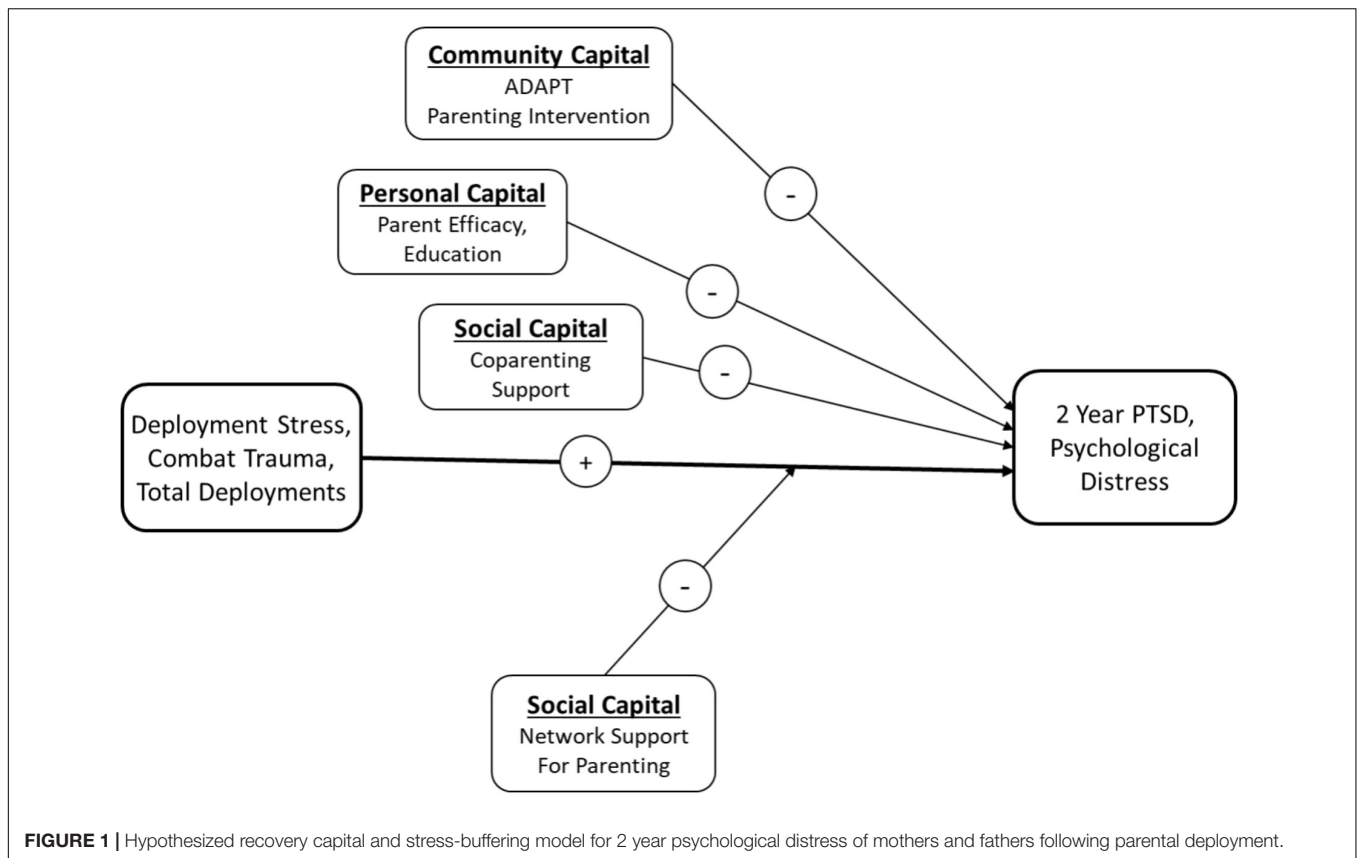 Community Capital
ADAPT
Parenting Intervention
-
Personal Capital
Parent Efficacy,
Education
-
Social Capital
Coparenting
Support
-
Deployment Stress,
Combat Trauma,
Total Deployments
+
2 Year PTSD,
Psychological
Distress
-
Social Capital
Network Support
For Parenting
FIGURE 1 | Hypothesized recovery capital and stress-buffering model for 2 year psychological distress of mothers and fathers following parental deployment.